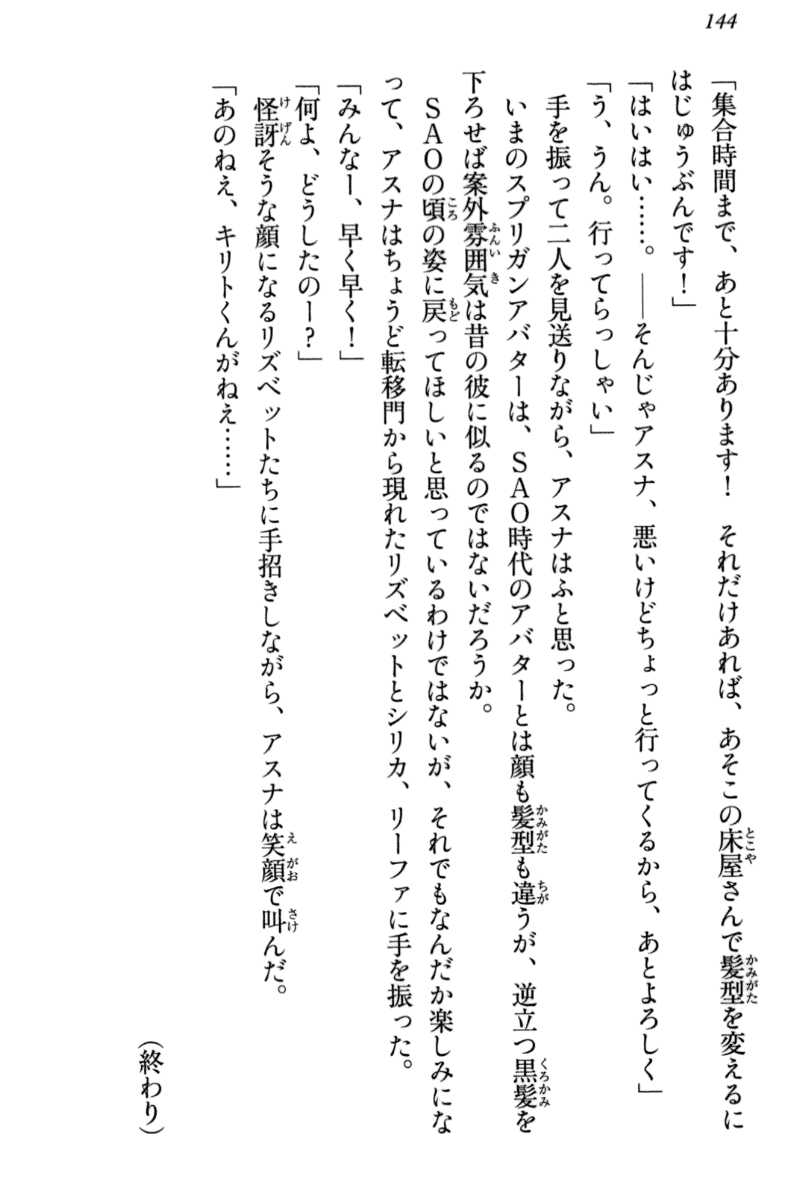 144
「集合時間まで、あと十分あります！　それだけあれば、あそこの床屋さんで髪型を変えるに
はじゅうぶんです！」
「はいはい……。――そんじゃアスナ、悪いけどちょっと行ってくるから、あとよろしく」
「う、うん。行ってらっしゃい」
　手を振って二人を見送りながら、アスナはふと思った。
　いまのスプリガンアバターは、ＳＡＯ時代のアバターとは顔も髪型も違うが、逆立つ黒髪を
下ろせば案外雰囲気は昔の彼に似るのではないだろうか。
　ＳＡＯの頃の姿に戻ってほしいと思っているわけではないが、それでもなんだか楽しみにな
って、アスナはちょうど転移門から現れたリズベットとシリカ、リーファに手を振った。
「みんなー、早く早く！」
「何よ、どうしたのー？」
　怪訝そうな顔になるリズベットたちに手招きしながら、アスナは笑顔で叫んだ。
「あのねえ、キリトくんがねえ……」
（終わり）